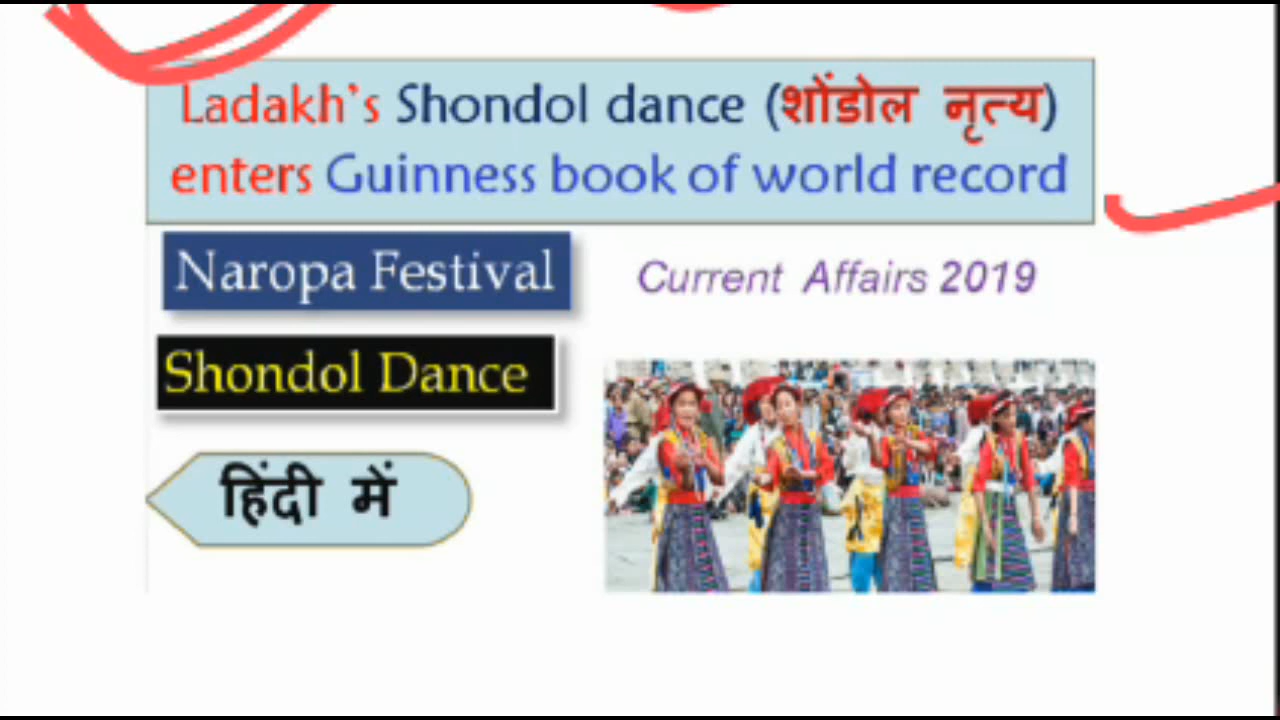 Ladakh's Shondol dance (शोंडोल नृत्य)
enters Guinness book of world record
Naropa Festival
Current Affairs 2019
Shondol Dance
हिंदी में